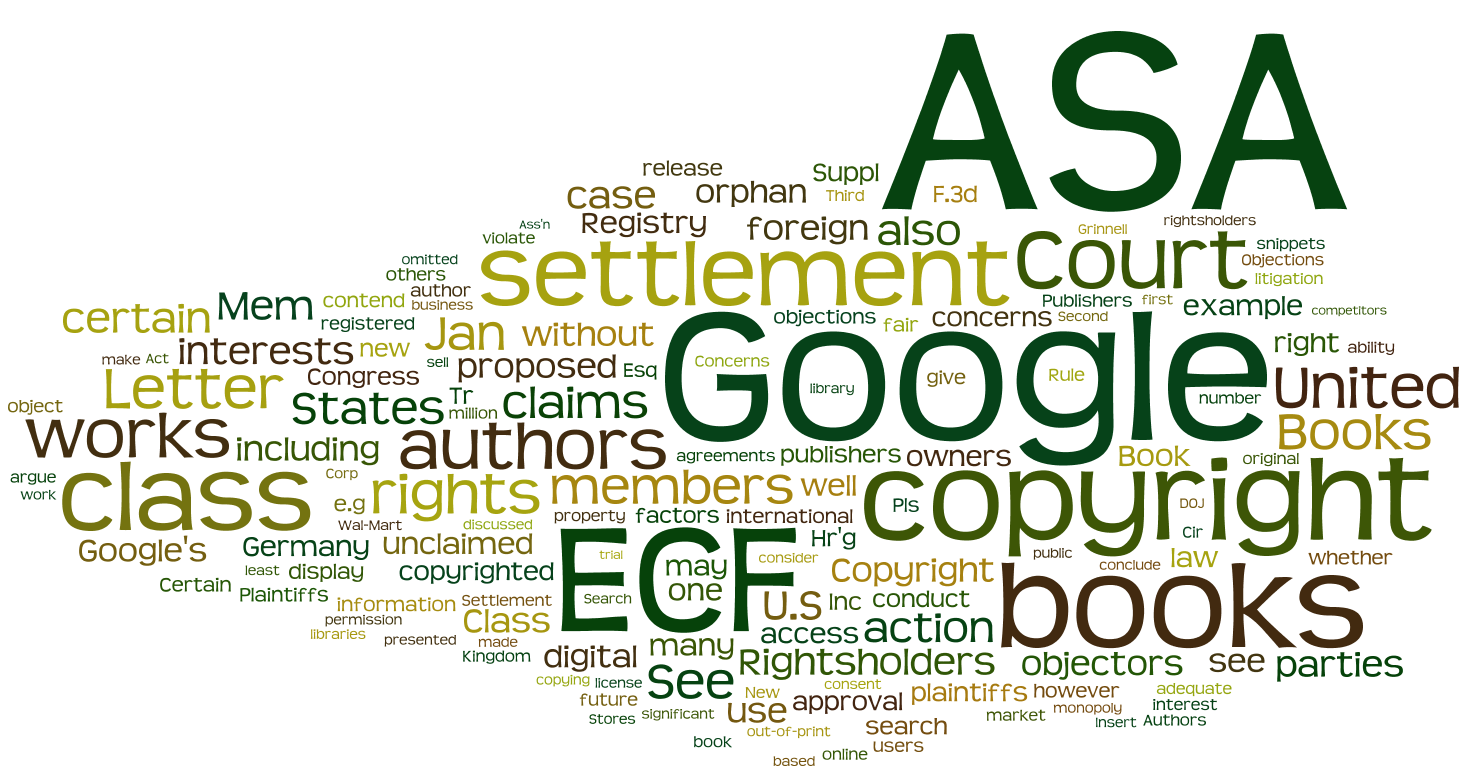 ASA
release
Suppl
case
orphan
Third
F.3d
Registry
foreign
also
Ass'n
violate
Grinnell
rightsholders
settlement
Court
snippets
omitted
Objections
others
litigation
author
business
certain
Mem
contend
registered
Publishers
first
example
competitors
Jan
without
objections
fair
concerns
Second
make
Act
interests
new
sell
proposed
Esq
Google
Concerns
library
give
Rule
right
ability
Letter
Congress
number
United
object
States
Tr
million
claims
works
including
authors
agreements
publishers
owners
Book
original
Books
argue
work
class
Corp
e.g
rights
members
well
Pls
copyright
DOJ
Cir
Wal-Mart
discussed
property
factors
international
Google's
Germany
unclaimed
Hr'g
public
conclude
law
whether
least
display
copyrighted
ECF
trial
may
consider
Certain
Plaintiffs
Search
one
Copyright
books
information
Settlement
permission
Class
U.S
Inc
conduct
libraries
presented
made
Kingdom
many
access
action
digital
Rightsholders
objectors
see
parties
copying
license
See
New
consent
adequate
future
approval
plaintiffs
however
monopoly
interest
Stores
significant
use
market
Insert
Authors
out-of-print
search
book
users
online
based